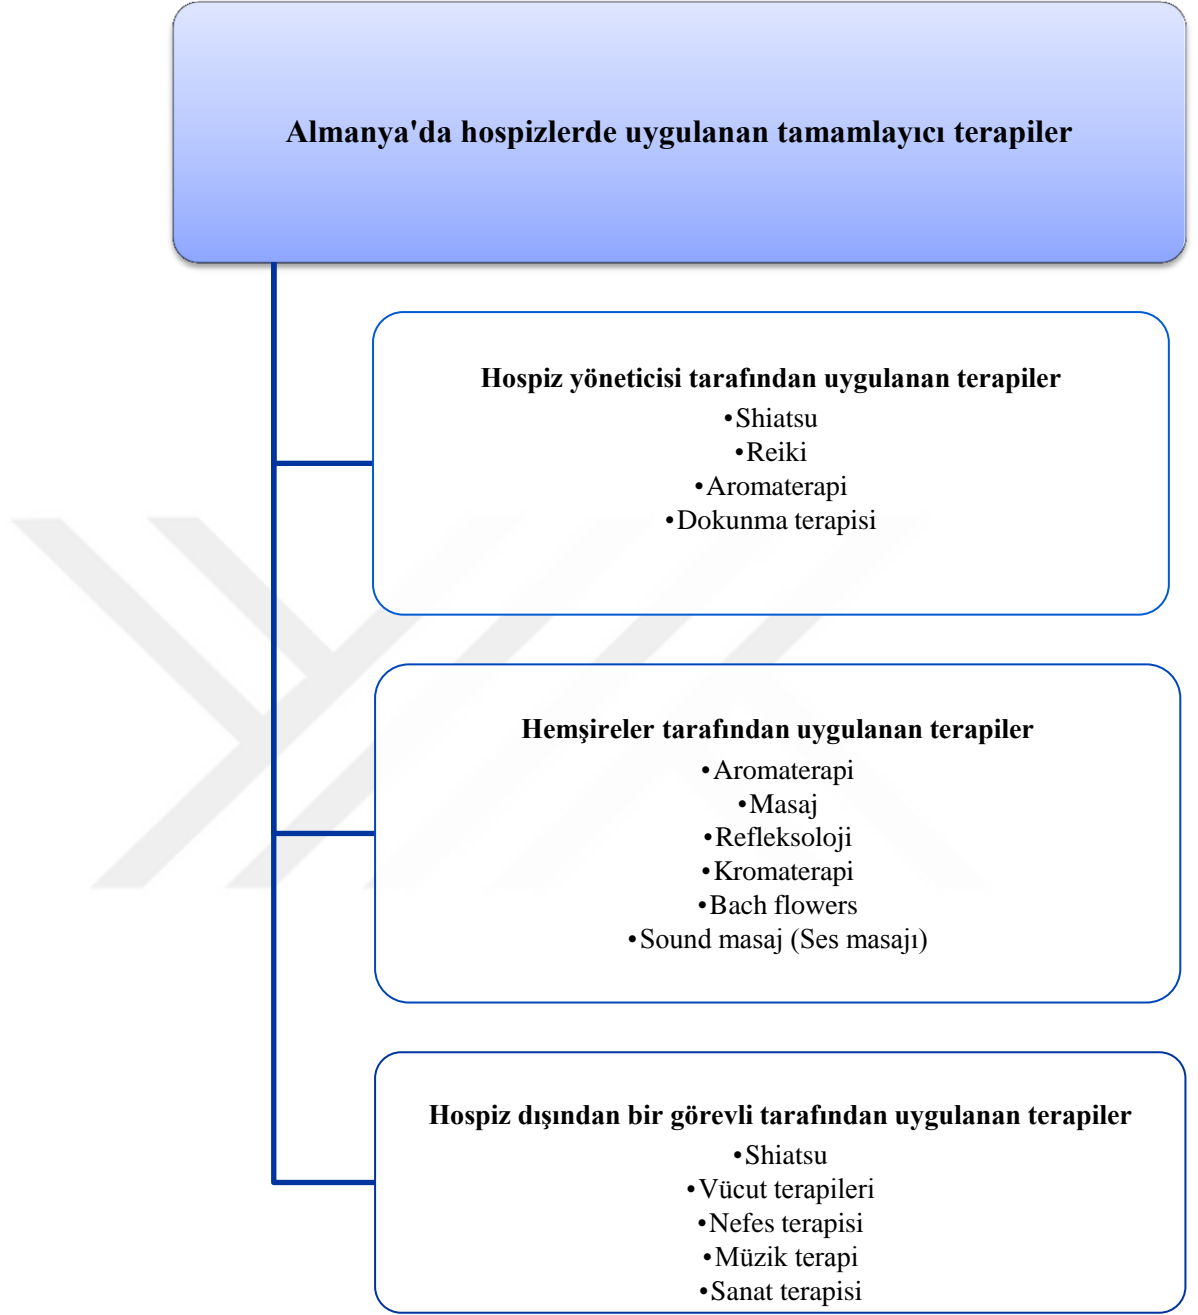 Almanya'da hospizlerde uygulanan tamamlayıcı terapiler
Hospiz yöneticisi tarafından uygulanan terapiler
•Shiatsu
•Reiki
•Aromaterapi
•Dokunma terapisi
Hemşireler tarafından uygulanan terapiler
•Aromaterapi
•Masaj
•Refleksoloji
•Kromaterapi
•Bach flowers
•Sound masaj (Ses masajı)
Hospiz dışından bir görevli tarafından uygulanan terapiler
•Shiatsu
•Vücut terapileri
•Nefes terapisi
•Müzik terapi
•Sanat terapisi